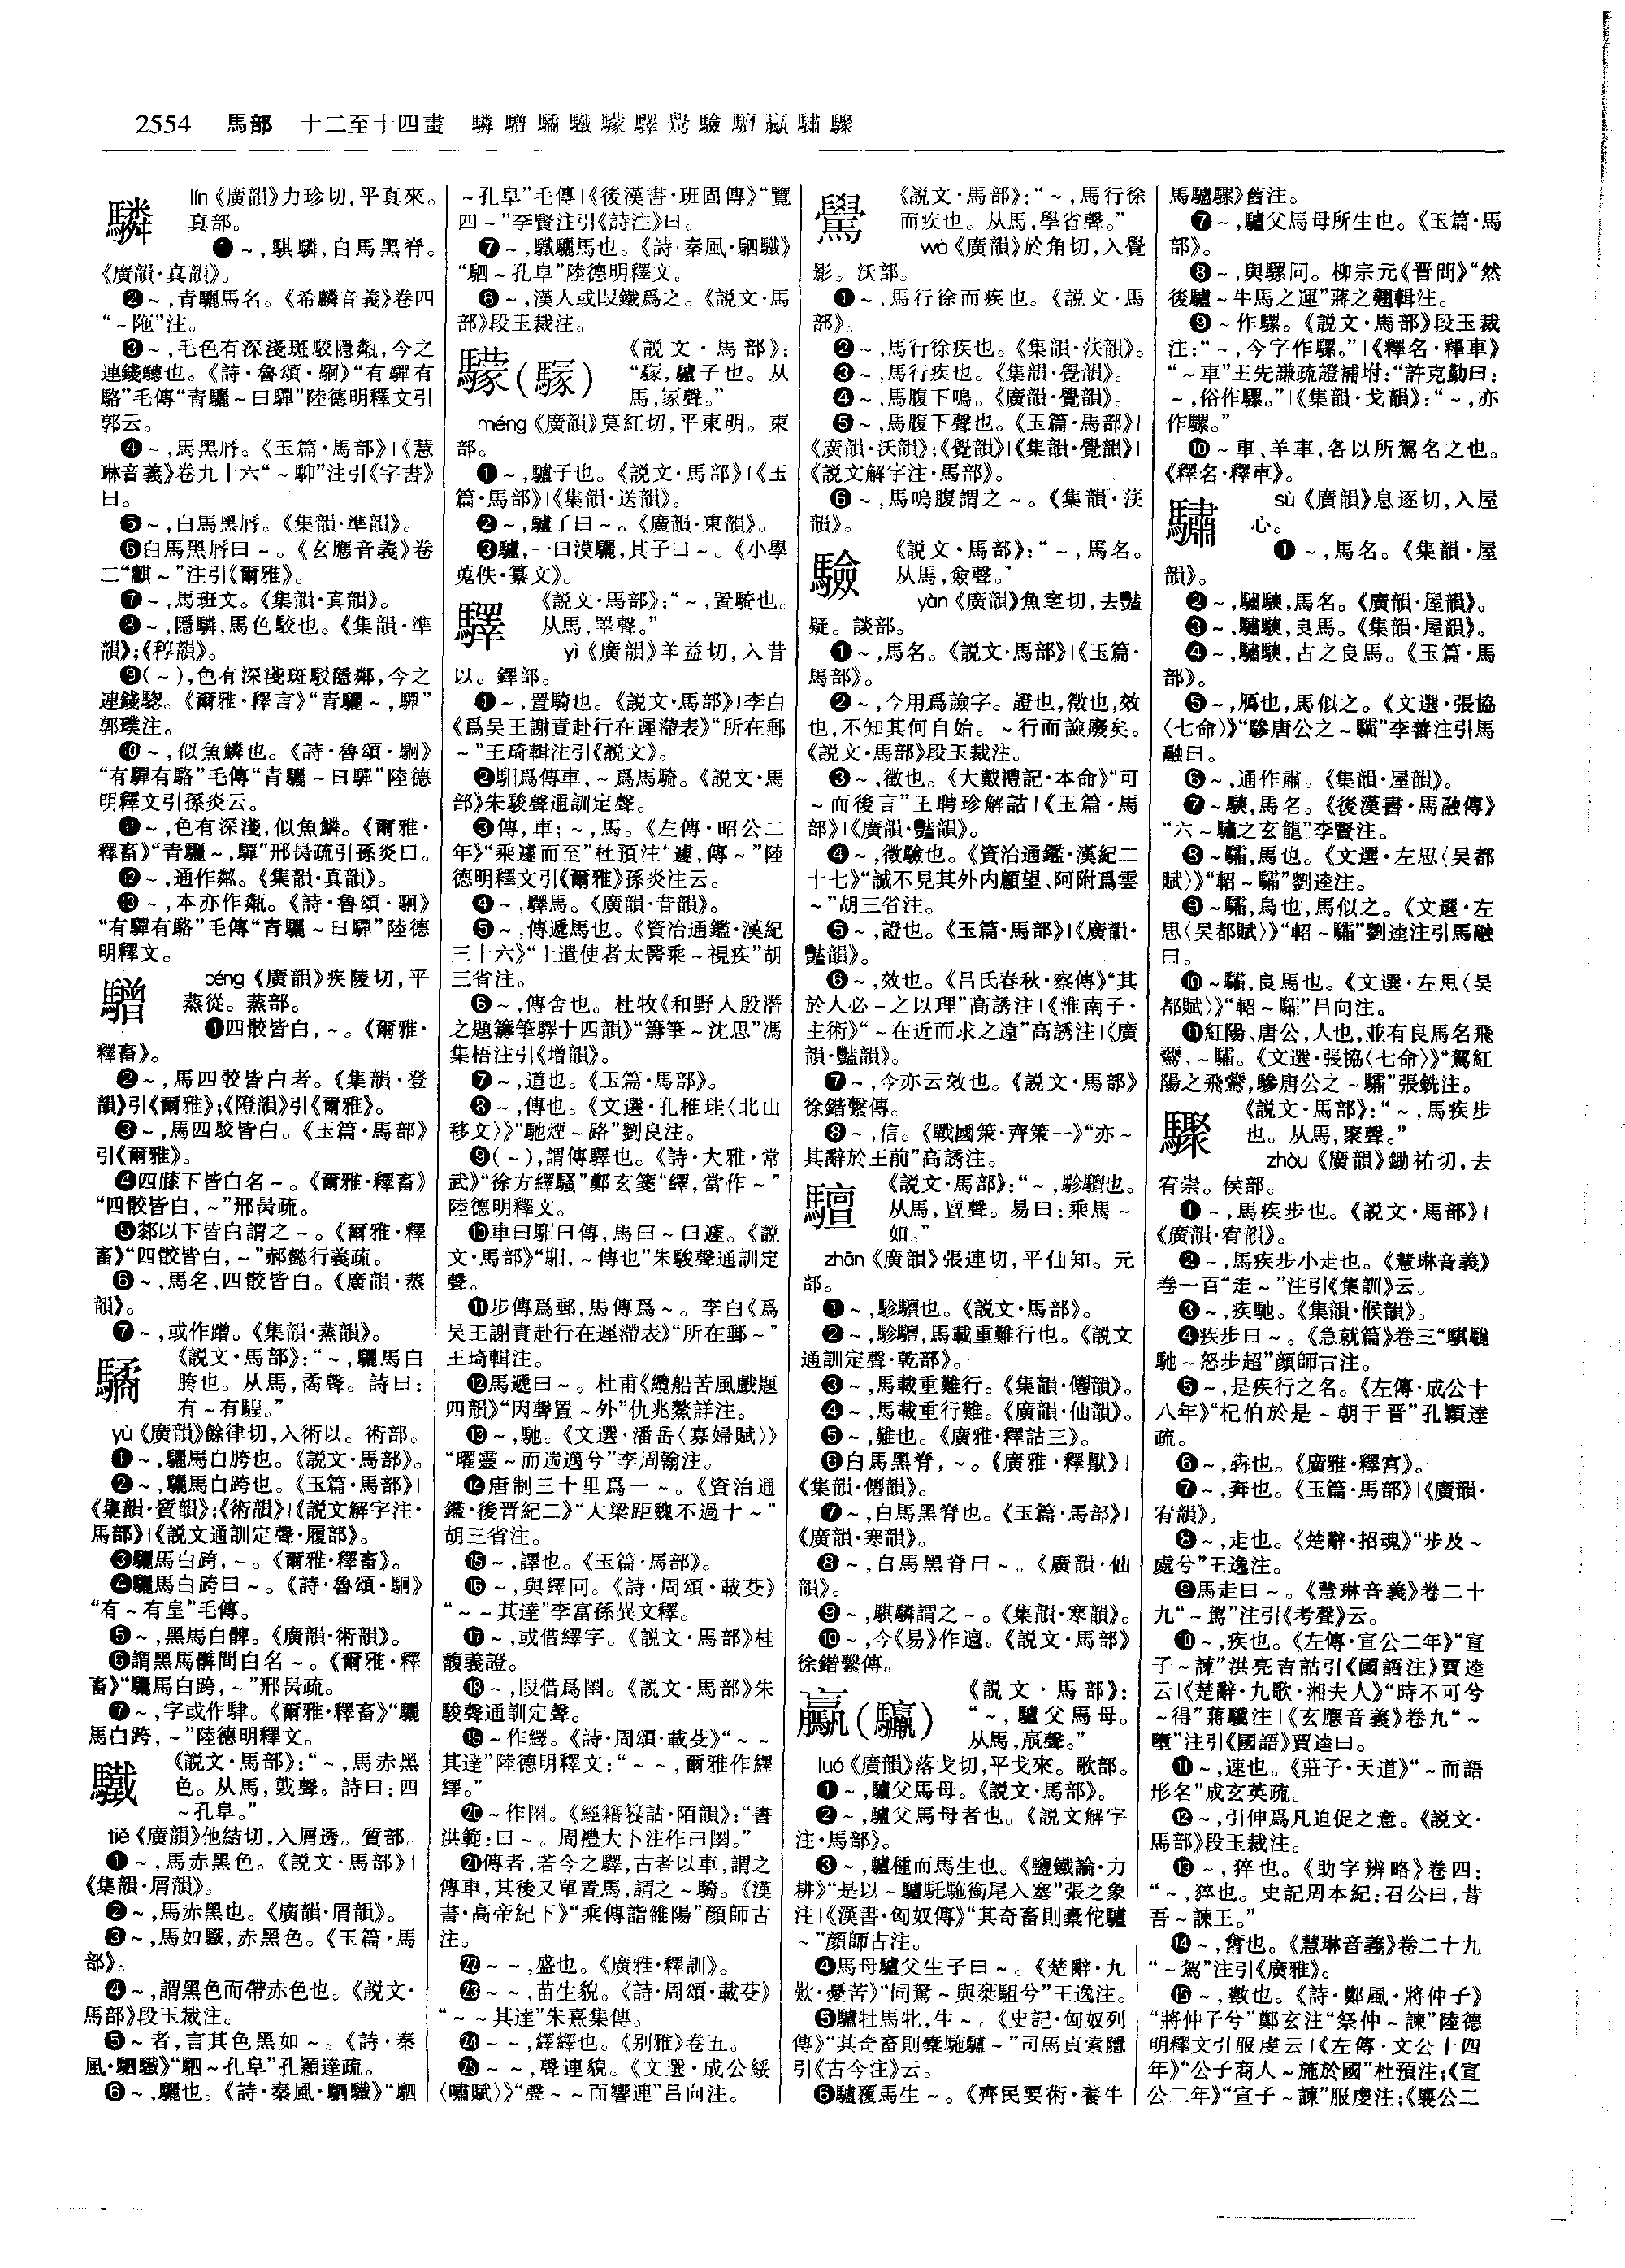 2554 馬部 十二至十四畫 驎驓驈驖驞驛鷽驗驙驘驌驟
驎
lín《廣韻》力珍切,平真來。
真部。
❶~,騏驎,白馬黑脊。
《廣韻·真韻》。
❷~,青驪馬名。《希麟音義》卷四
“~陁”注。
❸~,毛色有深淺斑駁隱粼,今之
連錢驄也。《詩·魯頌·駉》“有驒有
駱”毛傳“青驪~曰驒”陸德明釋文引
郭云。
❹~,馬黑脣。《玉篇·馬部》|《慧
琳音義》卷九十六“~駒”注引《字書》
曰。
❺~,白馬黑脣。《集韻·準韻》。
❻白馬黑脣曰~。《玄應音義》卷
二“麒~”注引《爾雅》。
❼~,馬班文。《集韻·真韻》。
❽~,隱驎,馬色駁也。《集韻·準
韻》;《稕韻》。
❾(~),色有深淺斑駁隱鄰,今之
連錢驄。《爾雅·釋言》“青驪~,驒”
郭璞注。
❿~,似魚鱗也。《詩·魯頌·駉》
“有驒有駱”毛傳“青驪~曰驒”陸德
明釋文引孫炎云。
⓫~,色有深淺,似魚鱗。《爾雅·
釋畜》“青驪~,驒”邢昺疏引孫炎曰。
⓬~,通作粼。《集韻·真韻》。
⓭~,本亦作粼。《詩·魯頌·駉》
“有驒有駱”毛傳“青驪~曰驒”陸德
明釋文。
驓
céng《廣韻》疾陵切,平
蒸從。蒸部。
❶四骹皆白,~。《爾雅·
釋畜》。
❷~,馬四骹皆白者。《集韻·登
韻》引《爾雅》;《隥韻》引《爾雅》。
❸~,馬四骹皆白。《玉篇·馬部》
引《爾雅》。
❹四膝下皆白名~。《爾雅·釋畜》
“四骹皆白,~”邢昺疏。
❺郄以下皆白謂之~。《爾雅·釋
畜》“四骹皆白,~”郝懿行義疏。
❻~,馬名,四骹皆白。《廣韻·蒸
韻》。
❼~,或作蹭。《集韻·蒸韻》。
驈
《説文·馬部》:“~,驪馬白
胯也。从馬,矞聲。詩曰:
有~有騜。”
yù《廣韻》餘律切,入術以。術部。
❶~,驪馬白胯也。《説文·馬部》。
❷~,驪馬白跨也。《玉篇·馬部》|
《集韻·質韻》;《術韻》|《説文解字注·
馬部》|《説文通訓定聲·履部》。
❸驪馬白跨,~。《爾雅·釋畜》。
❹驪馬白跨曰~。《詩·魯頌·駉》
“有~有皇”毛傳。
❺~,黑馬白髀。《廣韻·術韻》。
❻謂黑馬髀間白名~。《爾雅·釋
畜》“驪馬白跨,~”邢昺疏。
❼~,字或作肆。《爾雅·釋畜》“驪
馬白跨,~”陸德明釋文。
驖
《説文·馬部》:“~,馬赤黑
色。从馬,戜聲。詩曰:四
~孔阜。”
tiě《廣韻》他結切,入屑透。質部。
❶~,馬赤黑色。《説文·馬部》|
《集韻·屑韻》。
❷~,馬赤黑也。《廣韻·屑韻》。
❸~,馬如驖,赤黑色。《玉篇·馬
部》。
❹~,謂黑色而帶赤色也。《説文·
馬部》段玉裁注。
❺~者,言其色黑如~。《詩·秦
風·駟驖》“駟~孔阜”孔穎達疏。
❻~,驪也。《詩·秦風·駟驖》“駟
~孔阜”毛傳|《後漢書·班固傳》“覽
四~”李賢注引《詩注》曰。
❼~,驖驪馬也。《詩·秦風·駟驖》
“駟~孔阜”陸德明釋文。
❽~,漢人或叚鐵爲之。《説文·馬
部》段玉裁注。
驞(騕)
《説文·馬部》:
“騕,驢子也。从
馬,冡聲。”
méng《廣韻》莫紅切,平東明。東
部。
❶~,驢子也。《説文·馬部》|《玉
篇·馬部》|《集韻·送韻》。
❷~,驢子曰~。《廣韻·東韻》。
❸驢,一曰漠驪,其子曰~。《小學
蒐佚·纂文》。
驛
《説文·馬部》:“~,置騎也。
从馬,睪聲。”
yì《廣韻》羊益切,入昔
以。鐸部。
❶~,置騎也。《説文·馬部》|李白
《爲吴王謝責赴行在遲滯表》“所在郵
~”王琦輯注引《説文》。
❷馹爲傳車,~爲馬騎。《説文·馬
部》朱駿聲通訓定聲。
❸傳,車;~,馬。《左傳·昭公二
年》“乘遽而至”杜預注“遽,傳~”陸
德明釋文引《爾雅》孫炎注云。
❹~,驛馬。《廣韻·昔韻》。
❺~,傳遞馬也。《資治通鑑·漢紀
三十六》“上遣使者太醫乘~視疾”胡
三省注。
❻~,傳舍也。杜牧《和野人殷潛
之題籌筆驛十四韻》“籌筆~沈思”馮
集梧注引《增韻》。
❼~,道也。《玉篇·馬部》。
❽~,傳也。《文選·孔稚珪〈北山
移文〉》“馳煙~路”劉良注。
❾(~),謂傳驛也。《詩·大雅·常
武》“徐方繹騷”鄭玄箋“繹,當作~”
陸德明釋文。
❿車曰馹曰傳,馬曰~曰遽。《説
文·馬部》“馹,~傳也”朱駿聲通訓定
聲。
⓫步傳爲郵,馬傳爲~。李白《爲
吴王謝責赴行在遲滯表》“所在郵~”
王琦輯注。
⓬馬遞曰~。杜甫《纜船苦風戲題
四韻》“因聲置~外”仇兆鰲詳注。
⓭~,馳。《文選·潘岳〈寡婦賦〉》
“曜靈~而遄邁兮”李周翰注。
⓮唐制三十里爲一~。《資治通
鑑·後晋紀二》“大梁距魏不過十~”
胡三省注。
⓯~,譯也。《玉篇·馬部》。
⓰~,與繹同。《詩·周頌·載芟》
“~~其達”李富孫異文釋。
⓱~,或借繹字。《説文·馬部》桂
馥義證。
⓲~,叚借爲圛。《説文·馬部》朱
駿聲通訓定聲。
⓳~作繹。《詩·周頌·載芟》“~~
其達”陸德明釋文:“~~,爾雅作繹
繹。”
⓴~作圛。《經籍籑詁·陌韻》:“書
洪範:曰~。周禮大卜注作曰圛。”
㉑傳者,若今之驛,古者以車,謂之
傳車,其後又單置馬,謂之~騎。《漢
書·高帝紀下》“乘傳詣雒陽”顔師古
注。
㉒~~,盛也。《廣雅·釋訓》。
㉓~~,苗生貌。《詩·周頌·載芟》
“~~其達”朱熹集傳。
㉔~~,繹繹也。《别雅》卷五。
㉕~~,聲連貌。《文選·成公綏
〈嘯賦〉》“聲~~而響連”吕向注。
《説文·馬部》:“~,馬行徐
而疾也。从馬,學省聲。”
wò《廣韻》於角切,入覺
影。沃部。
❶~,馬行徐而疾也。《説文·馬
部》。
❷~,馬行徐疾也。《集韻·沃韻》。
❸~,馬行疾也。《集韻·覺韻》。
❹~,馬腹下鳴。《廣韻·覺韻》。
❺~,馬腹下聲也。《玉篇·馬部》|
《廣韻·沃韻》;《覺韻》|《集韻·覺韻》|
《説文解字注·馬部》。
❻~,馬鳴腹謂之~。《集韻·沃
韻》。
驗
《説文·馬部》:“~,馬名。
从馬,僉聲。”
yàn《廣韻》魚窆切,去豔
疑。談部。
❶~,馬名。《説文·馬部》|《玉篇·
馬部》。
❷~,今用爲譣字。證也,徵也,效
也,不知其何自始。~行而譣廢矣。
《説文·馬部》段玉裁注。
❸~,徵也。《大戴禮記·本命》“可
~而後言”王聘珍解詁|《玉篇·馬
部》|《廣韻·豔韻》。
❹~,徵驗也。《資治通鑑·漢紀二
十七》“誠不見其外内顧望、阿附爲雲
~”胡三省注。
❺~,證也。《玉篇·馬部》|《廣韻·
豔韻》。
❻~,效也。《吕氏春秋·察傳》“其
於人必~之以理”高誘注|《淮南子·
主術》“~在近而求之遠”高誘注|《廣
韻·豔韻》。
❼~,今亦云效也。《説文·馬部》
徐鍇繫傳。
❽~,信。《戰國策·齊策一》“亦~
其辭於王前”高誘注。
驙
《説文·馬部》:“~,駗驙也。
从馬,亶聲。易曰:乘馬~
如。”
zhān《廣韻》張連切,平仙知。元
部。
❶~,駗驙也。《説文·馬部》。
❷~,駗驙,馬載重難行也。《説文
通訓定聲·乾部》。
❸~,馬載重難行。《集韻·僊韻》。
❹~,馬載重行難。《廣韻·仙韻》。
❺~,難也。《廣雅·釋詁三》。
❻白馬黑脊,~。《廣雅·釋獸》|
《集韻·僊韻》。
❼~,白馬黑脊也。《玉篇·馬部》|
《廣韻·寒韻》。
❽~,白馬黑脊曰~。《廣韻·仙
韻》。
❾~,騏驎謂之~。《集韻·寒韻》。
❿~,今《易》作邅。《説文·馬部》
徐鍇繫傳。
驘(䮫)
《説文·馬部》:
“~,驢父馬母。
从馬,𣎆聲。”
luó《廣韻》落戈切,平戈來。歌部。
❶~,驢父馬母。《説文·馬部》。
❷~,驢父馬母者也。《説文解字
注·馬部》。
❸~,驢種而馬生也。《鹽鐵論·力
耕》“是以~驢馲駞銜尾入塞”張之象
注|《漢書·匈奴傳》“其奇畜則橐佗驢
~”顔師古注。
❹馬母驢父生子曰~。《楚辭·九
歎·憂苦》“同駕~與桀駔兮”王逸注。
❺驢牡馬牝,生~。《史記·匈奴列
傳》“其奇畜則橐駞驢~”司馬貞索隱
引《古今注》云。
❻驢覆馬生~。《齊民要術·養牛
馬驢騾》舊注。
❼~,驢父馬母所生也。《玉篇·馬
部》。
❽~,與騾同。柳宗元《晋問》“然
後驢~牛馬之運”蔣之翹輯注。
❾~作騾。《説文·馬部》段玉裁
注:“~,今字作騾。”|《釋名·釋車》
“~車”王先謙疏證補坿:“許克勤曰:
~,俗作騾。”|《集韻·戈韻》:“~,亦
作騾。”
❿~車、羊車,各以所駕名之也。
《釋名·釋車》。
驌
sù《廣韻》息逐切,入屋
心。
❶~,馬名。《集韻·屋
韻》。
❷~,驌騻,馬名。《廣韻·屋韻》。
❸~,驌騻,良馬。《集韻·屋韻》。
❹~,驌騻,古之良馬。《玉篇·馬
部》。
❺~,鴈也,馬似之。《文選·張協
〈七命〉》“驂唐公之~驦”李善注引馬
融曰。
❻~,通作肅。《集韻·屋韻》。
❼~騻,馬名。《後漢書·馬融傳》
“六~驦之玄龍”李賢注。
❽~驦,馬也。《文選·左思〈吴都
賦〉》“軺~驦”劉逵注。
❾~驦,鳥也,馬似之。《文選·左
思〈吴都賦〉》“軺~驦”劉逵注引馬融
曰。
❿~驦,良馬也。《文選·左思〈吴
都賦〉》“軺~驦”吕向注。
⓫紅陽、唐公,人也,並有良馬名飛
鷰、~驦。《文選·張協〈七命〉》“駕紅
陽之飛鷰,驂唐公之~驦”張銑注。
驟
《説文·馬部》:“~,馬疾步
也。从馬,聚聲。”
zhòu《廣韻》鋤祐切,去
宥崇。侯部。
❶~,馬疾步也。《説文·馬部》|
《廣韻·宥韻》。
❷~,馬疾步小走也。《慧琳音義》
卷一百“走~”注引《集訓》云。
❸~,疾馳。《集韻·候韻》。
❹疾步曰~。《急就篇》卷三“騏駹
馳~怒步超”顔師古注。
❺~,是疾行之名。《左傳·成公十
八年》“杞伯於是~朝于晋”孔穎達
疏。
❻~,犇也。《廣雅·釋宫》。
❼~,奔也。《玉篇·馬部》|《廣韻·
宥韻》。
❽~,走也。《楚辭·招魂》“步及~
處兮”王逸注。
❾馬走曰~。《慧琳音義》卷二十
九“~駕”注引《考聲》云。
❿~,疾也。《左傳·宣公二年》“宣
子~諫”洪亮吉詁引《國語注》賈逵
云|《楚辭·九歌·湘夫人》“時不可兮
~得”蔣驥注|《玄應音義》卷九“~
墮”注引《國語》賈逵曰。
⓫~,速也。《莊子·天道》“~而語
形名”成玄英疏。
⓬~,引伸爲凡迫促之意。《説文·
馬部》段玉裁注。
⓭~,猝也。《助字辨略》卷四:
“~,猝也。史記周本紀:召公曰,昔
吾~諫王。”
⓮~,奮也。《慧琳音義》卷二十九
“~駕”注引《廣雅》。
⓯~,數也。《詩·鄭風·將仲子》
“將仲子兮”鄭玄注“祭仲~諫”陸德
明釋文引服虔云|《左傳·文公十四
年》“公子商人~施於國”杜預注;《宣
公二年》“宣子~諫”服虔注;《襄公二